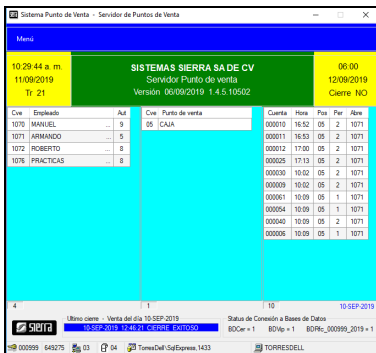 Sistema Punto de Venta - Servidor de Puntos de Venta
Menú
10:29:44 a. m.
11/09/2019
Tr 21
SISTEMAS SIERRA SA DE CV
Servidor Punto de venta
Versión 06/09/2019 1.4.5.10502
06:00
12/09/2019
Cierre NO
Cve Empleado Aut
1070 MANUEL ... 9
1071 ARMANDO ... 5
1072 ROBERTO ... 8
1076 PRACTICAS ... 8
Cve Punto de venta
05 CAJA
Cuenta Hora Pos Per Abre
000010 16:52 05 2 1071
000011 16:53 05 2 1071
000012 17:00 05 2 1071
000025 17:13 05 2 1071
000030 10:02 05 2 1071
000009 10:02 05 2 1071
000061 10:09 05 1 1071
000054 10:09 05 1 1071
000040 10:09 05 2 1071
000006 10:09 05 1 1071
4
1
10
10-SEP-2019
sierra
Ultimo cierre - Venta del día 10-SEP-2019
10-SEP-2019 12:46:21 CIERRE EXITOSO
Status de Conexión a Bases de Datos
BDCer = 1 BDVip = 1 BDRfc_000999_2019 = 1
000999 649275 03 04 TorresDell\SqlExpress,1433 TORRESDELL